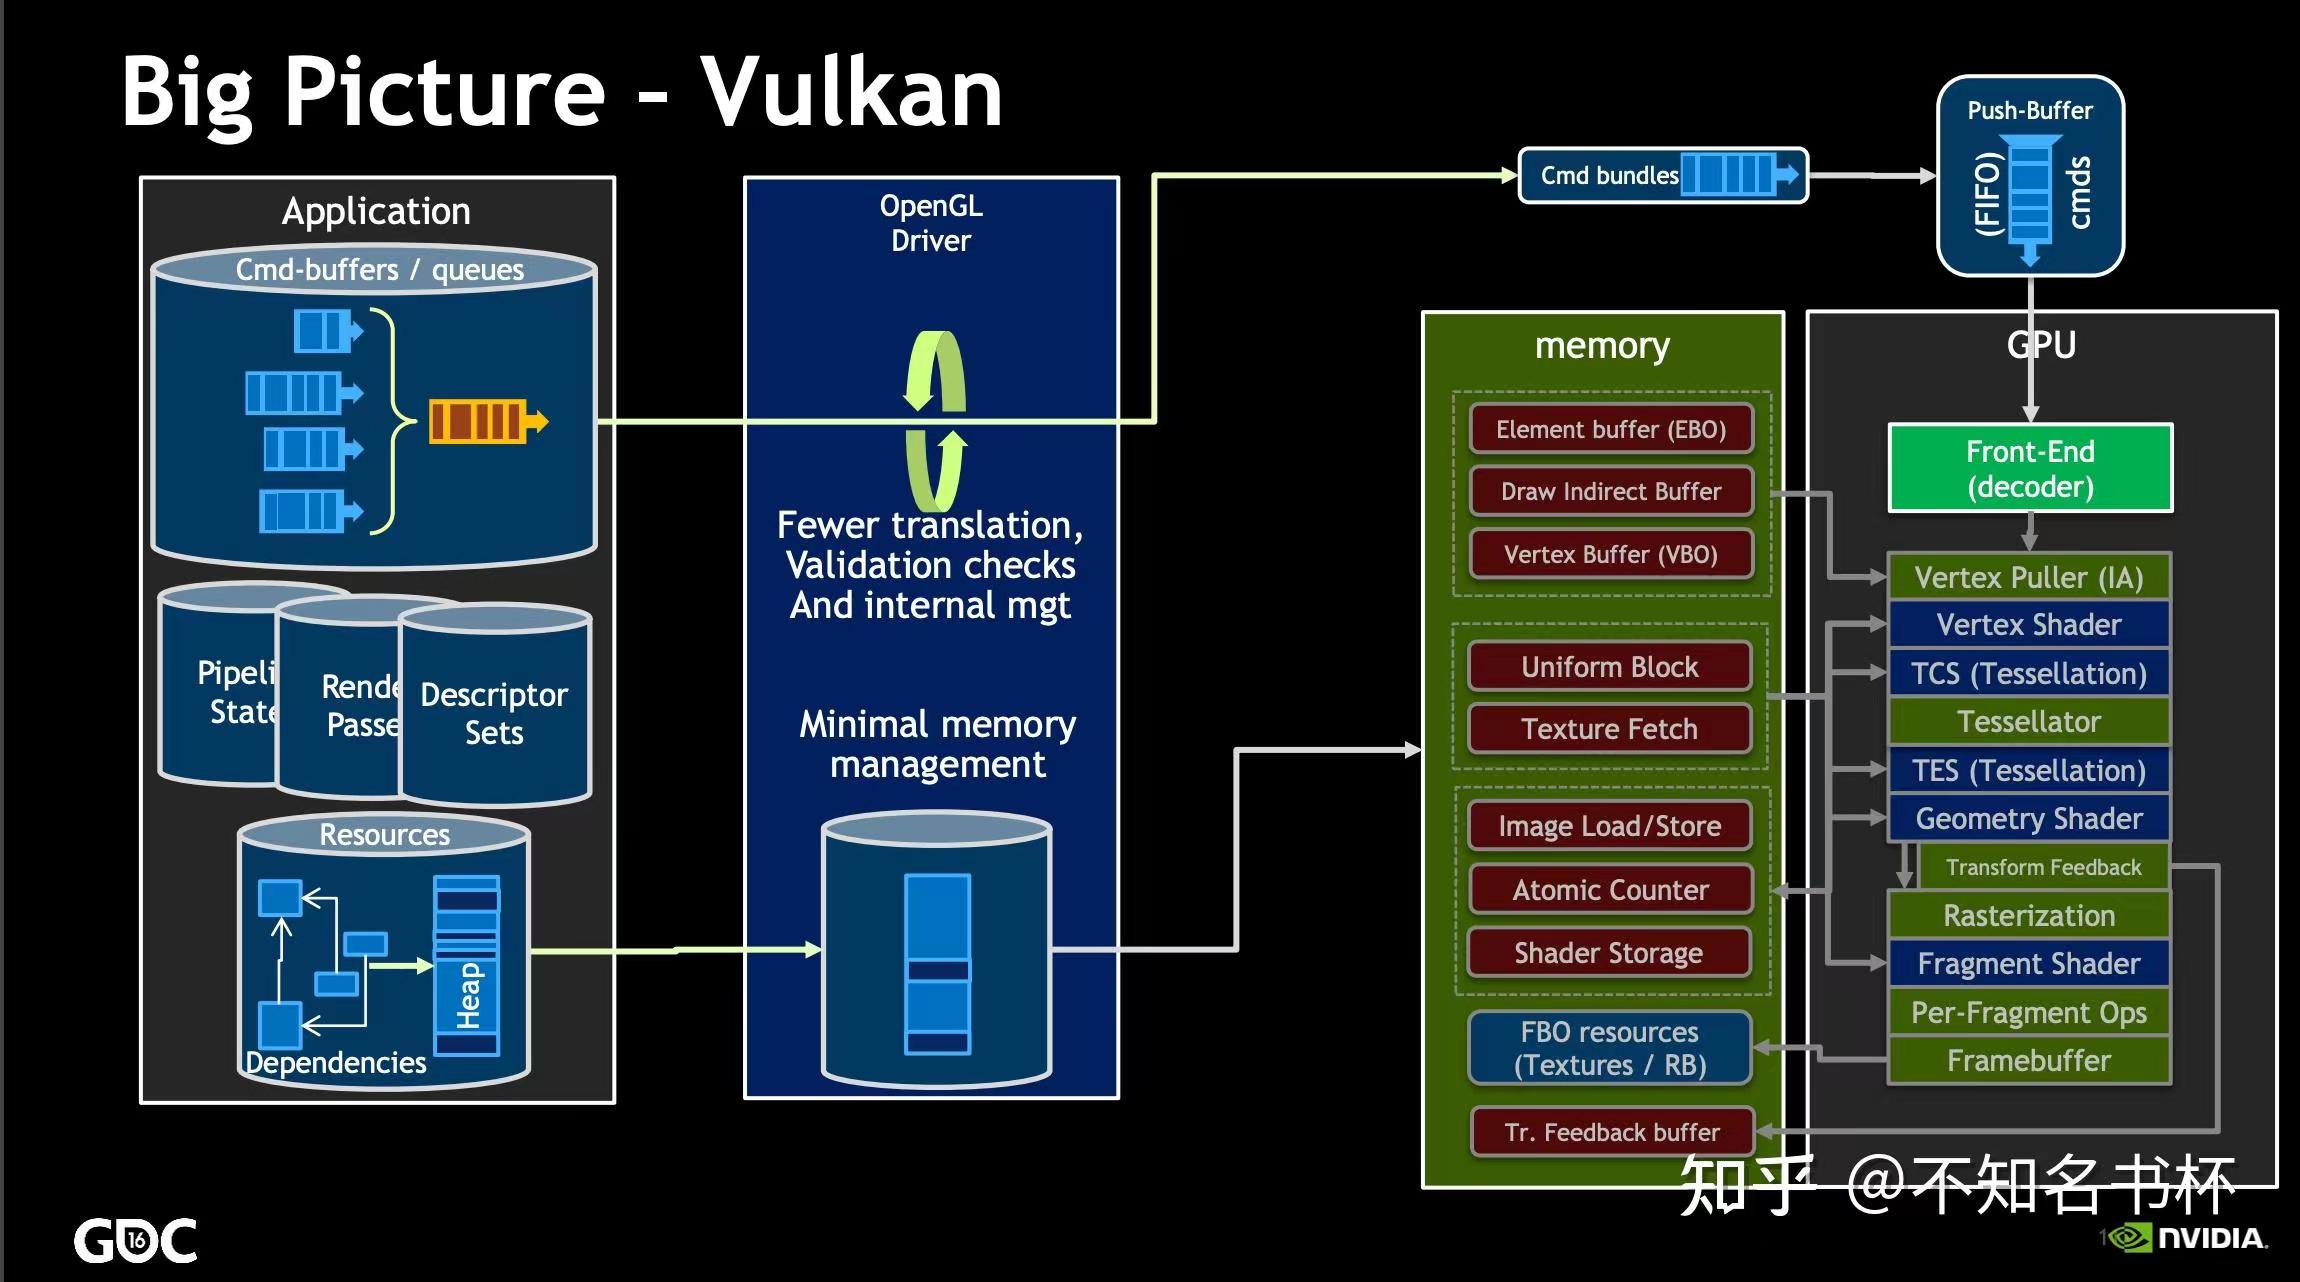 Big Picture - Vulkan
Application
Cmd-buffers / queues
Pipeli
State
Rende
Passe
Descriptor
Sets
Resources
Heap
Dependencies
OpenGL
Driver
Fewer translation,
Validation checks
And internal mgt
Minimal memory
management
Cmd bundles
Push-Buffer
(FIFO)
cmds
memory
Element buffer (EBO)
Draw Indirect Buffer
Vertex Buffer (VBO)
Uniform Block
Texture Fetch
Image Load/Store
Atomic Counter
Shader Storage
FBO resources
(Textures / RB)
Tr. Feedback buffer
GPU
Front-End
(decoder)
Vertex Puller (IA)
Vertex Shader
TCS (Tessellation)
Tessellator
TES (Tessellation)
Geometry Shader
Transform Feedback
Rasterization
Fragment Shader
Per-Fragment Ops
Framebuffer
知乎 @不知名书杯
GDC 16
NVIDIA.